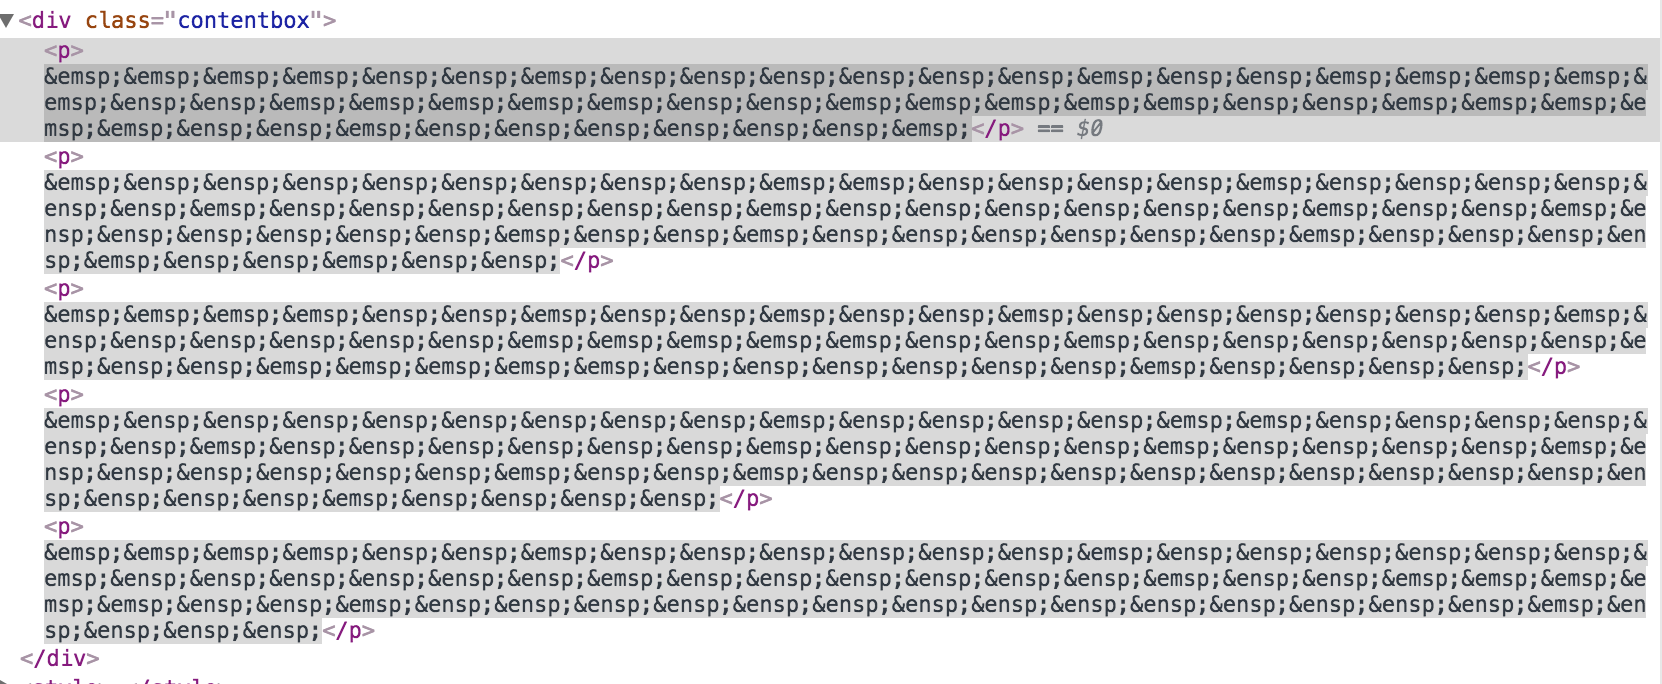 ▼<div class="contentbox">
<p>
&emsp;&emsp;&emsp;&emsp;&ensp;&ensp;&emsp;&ensp;&ensp;&ensp;&ensp;&ensp;&ensp;&emsp;&ensp;&ensp;&emsp;&emsp;&emsp;&emsp;&
emsp;&ensp;&ensp;&emsp;&emsp;&emsp;&emsp;&emsp;&ensp;&ensp;&emsp;&ensp;&emsp;&emsp;&emsp;&ensp;&emsp;&emsp;&emsp;&emsp;&e
msp;&emsp;&ensp;&ensp;&emsp;&ensp;&ensp;&ensp;&ensp;&ensp;&ensp;&emsp;</p> == $0
<p>
&emsp;&ensp;&ensp;&ensp;&ensp;&ensp;&ensp;&ensp;&ensp;&emsp;&emsp;&ensp;&ensp;&ensp;&ensp;&emsp;&ensp;&ensp;&ensp;&ensp;&
ensp;&ensp;&emsp;&ensp;&ensp;&ensp;&ensp;&ensp;&ensp;&emsp;&ensp;&ensp;&ensp;&ensp;&ensp;&ensp;&emsp;&ensp;&ensp;&emsp;&e
nsp;&ensp;&ensp;&ensp;&ensp;&ensp;&emsp;&ensp;&ensp;&emsp;&ensp;&ensp;&ensp;&ensp;&ensp;&ensp;&emsp;&ensp;&ensp;&ensp;&en
sp;&emsp;&ensp;&ensp;&emsp;&ensp;&ensp;</p>
<p>
&emsp;&emsp;&emsp;&emsp;&ensp;&ensp;&emsp;&ensp;&ensp;&emsp;&ensp;&ensp;&emsp;&ensp;&ensp;&ensp;&ensp;&ensp;&ensp;&emsp;&
ensp;&ensp;&ensp;&ensp;&ensp;&emsp;&emsp;&emsp;&emsp;&emsp;&emsp;&ensp;&ensp;&emsp;&ensp;&ensp;&ensp;&ensp;&ensp;&ensp;&e
msp;&ensp;&ensp;&emsp;&emsp;&emsp;&emsp;&emsp;&ensp;&ensp;&ensp;&ensp;&ensp;&ensp;&emsp;&ensp;&ensp;&ensp;&ensp;</p>
<p>
&emsp;&ensp;&ensp;&ensp;&ensp;&ensp;&ensp;&ensp;&ensp;&emsp;&ensp;&ensp;&ensp;&ensp;&emsp;&emsp;&ensp;&ensp;&ensp;&ensp;&
ensp;&ensp;&emsp;&ensp;&ensp;&ensp;&ensp;&ensp;&emsp;&ensp;&ensp;&ensp;&ensp;&ensp;&emsp;&ensp;&ensp;&ensp;&ensp;&emsp;&e
nsp;&ensp;&ensp;&ensp;&ensp;&ensp;&emsp;&ensp;&ensp;&emsp;&ensp;&ensp;&ensp;&ensp;&ensp;&ensp;&ensp;&ensp;&ensp;&ensp;&en
sp;&ensp;&ensp;&ensp;&emsp;&ensp;&ensp;&ensp;&ensp;</p>
<p>
&emsp;&emsp;&emsp;&emsp;&ensp;&ensp;&emsp;&ensp;&ensp;&ensp;&ensp;&ensp;&ensp;&emsp;&ensp;&ensp;&ensp;&ensp;&ensp;&ensp;&
emsp;&ensp;&ensp;&ensp;&ensp;&ensp;&ensp;&emsp;&ensp;&ensp;&ensp;&ensp;&ensp;&ensp;&emsp;&ensp;&ensp;&emsp;&emsp;&emsp;&e
msp;&emsp;&ensp;&ensp;&emsp;&ensp;&ensp;&ensp;&ensp;&ensp;&ensp;&ensp;&ensp;&ensp;&ensp;&ensp;&ensp;&ensp;&ensp;&emsp;&en
sp;&ensp;&ensp;&ensp;</p>
</div>